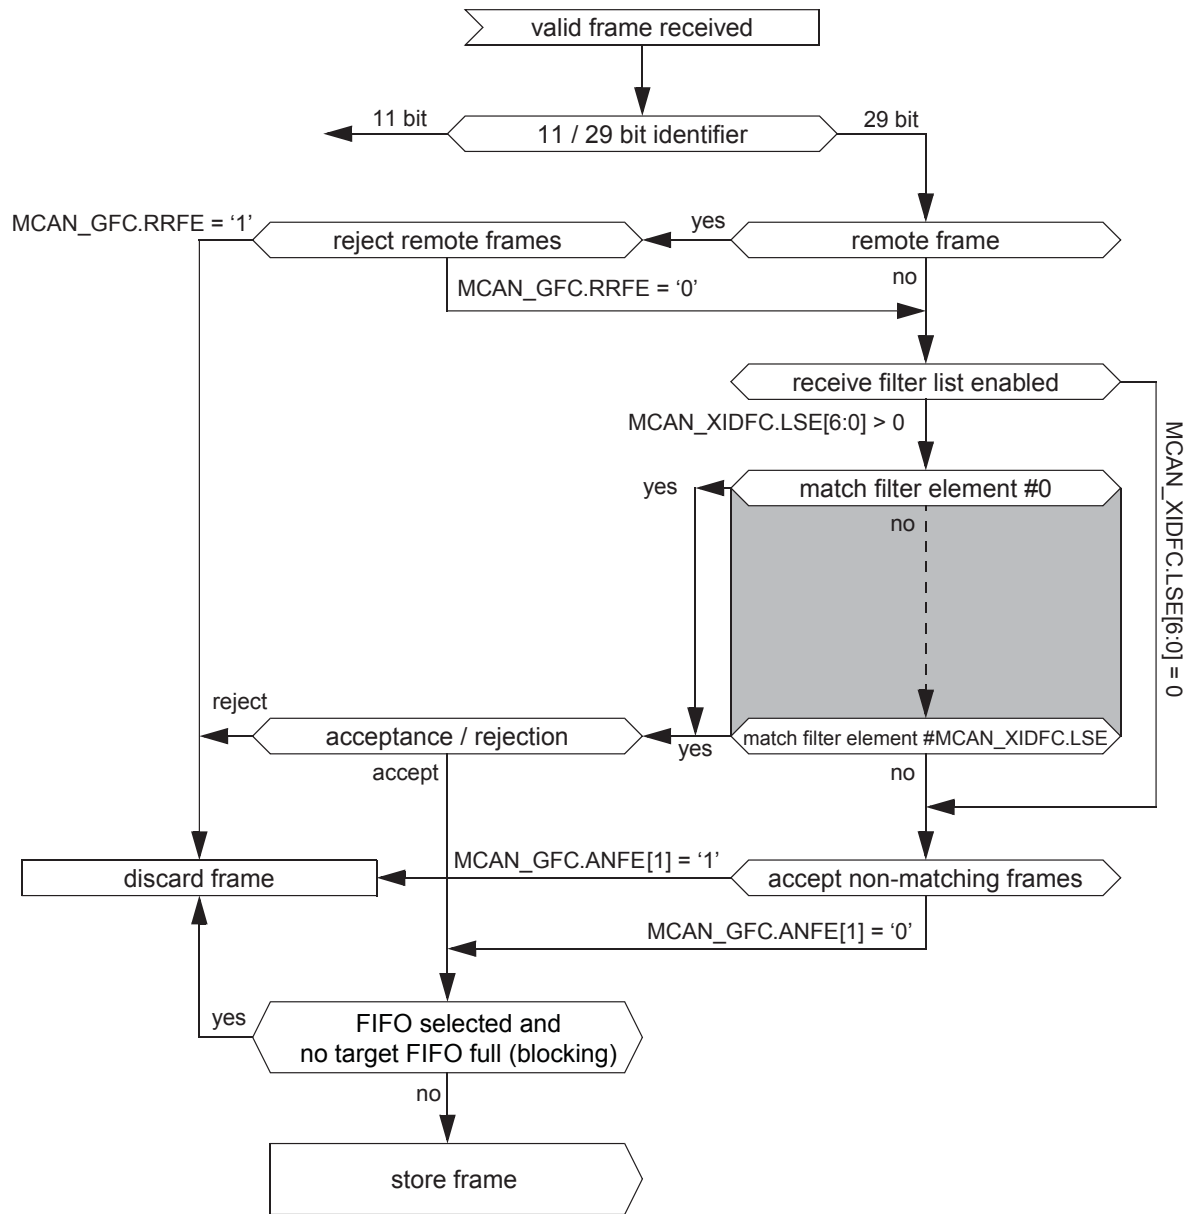 valid frame received
11 bit
11 / 29 bit identifier
29 bit
MCAN_GFC.RRFE = ‘1’
reject remote frames
yes
remote frame
MCAN_GFC.RRFE = ‘0’
no
receive filter list enabled
MCAN_XIDFC.LSE[6:0] > 0
MCAN_XIDFC.LSE[6:0] = 0
yes
match filter element #0
no
reject
acceptance / rejection
yes
match filter element #MCAN_XIDFC.LSE
accept
no
discard frame
MCAN_GFC.ANFE[1] = ‘1’
accept non-matching frames
MCAN_GFC.ANFE[1] = ‘0’
yes
FIFO selected and
no target FIFO full (blocking)
no
store frame